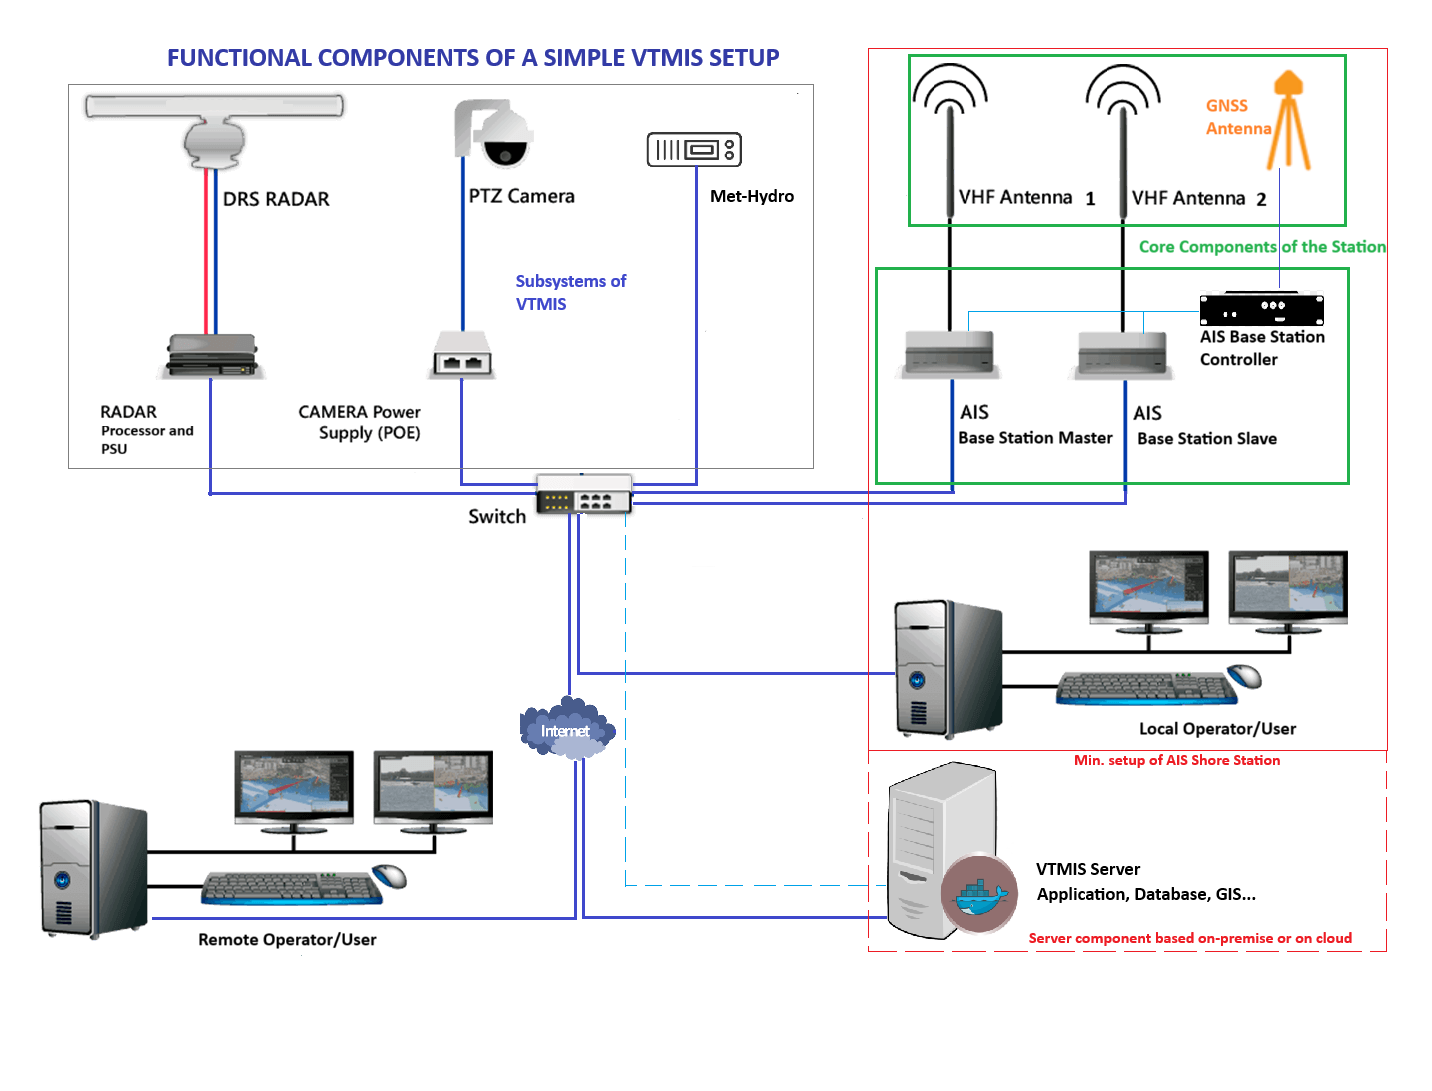 FUNCTIONAL COMPONENTS OF A SIMPLE VTMIS SETUP
DRS RADAR
PTZ Camera
Met-Hydro
Subsystems of
VTMIS
RADAR
Processor and
PSU
CAMERA Power
Supply (POE)
Switch
GNSS
Antenna
VHF Antenna 1
VHF Antenna 2
Core Components of the Station
AIS Base Station
Controller
AIS
Base Station Master
AIS
Base Station Slave
Local Operator/User
Min. setup of AIS Shore Station
Internet
Remote Operator/User
VTMIS Server
Application, Database, GIS...
Server component based on-premise or on cloud